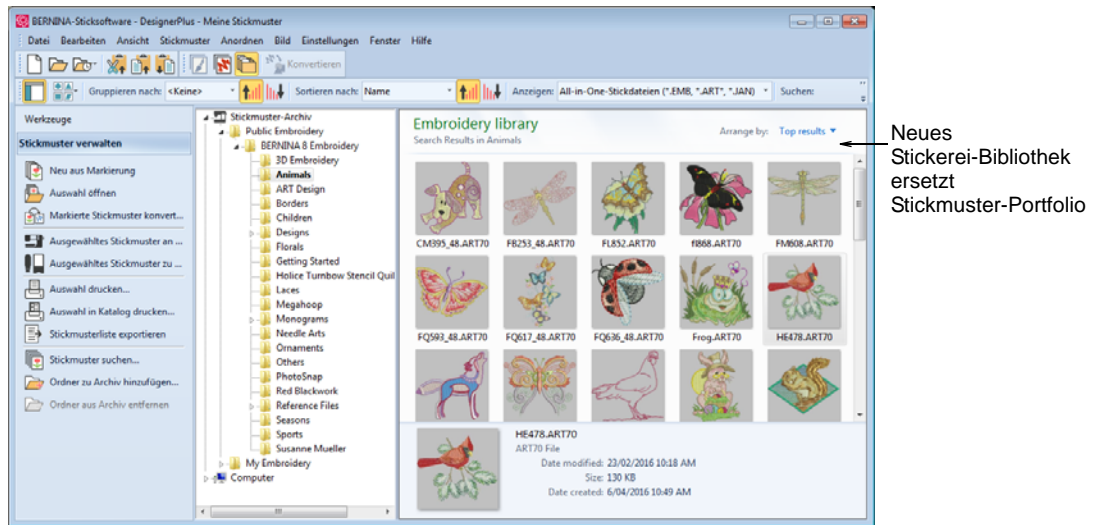 BERNINA-Sticksoftware - DesignerPlus - Meine Stickmuster
Datei Bearbeiten Ansicht Stickmuster Anordnen Bild Einstellungen Fenster Hilfe
Konvertieren
Gruppieren nach: <Keine> Sortieren nach: Name Anzeigen: All-in-One-Stickdateien (*.EMB, *.ART*, *.JAN) Suchen:
Werkzeuge
Stickmuster verwalten
Neu aus Markierung
Auswahl öffnen
Markierte Stickmuster konvert...
Ausgewähltes Stickmuster an ...
Ausgewähltes Stickmuster zu ...
Auswahl drucken...
Auswahl in Katalog drucken...
Stickmusterliste exportieren
Stickmuster suchen...
Ordner zu Archiv hinzufügen...
Ordner aus Archiv entfernen
Stickmuster-Archiv
Public Embroidery
BERNINA 8 Embroidery
3D Embroidery
Animals
ART Design
Borders
Children
Designs
Florals
Getting Started
Holice Turnbow Stencil Quil
Laces
Megahoop
Monograms
Needle Arts
Ornaments
Others
PhotoSnap
Red Blackwork
Reference Files
Seasons
Sports
Susanne Mueller
My Embroidery
Computer
Embroidery library
Search Results in Animals
Arrange by: Top results
CM395_48.ART70 FB253_48.ART70 FL852.ART70 fl868.ART70 FM608.ART70
FQ593_48.ART70 FQ617_48.ART70 FQ636_48.ART70 Frog.ART70 HE478.ART70
HE478.ART70
ART70 File
Date modified: 23/02/2016 10:18 AM
Size: 130 KB
Date created: 6/04/2016 10:49 AM
Neues
Stickerei-Bibliothek
ersetzt
Stickmuster-Portfolio